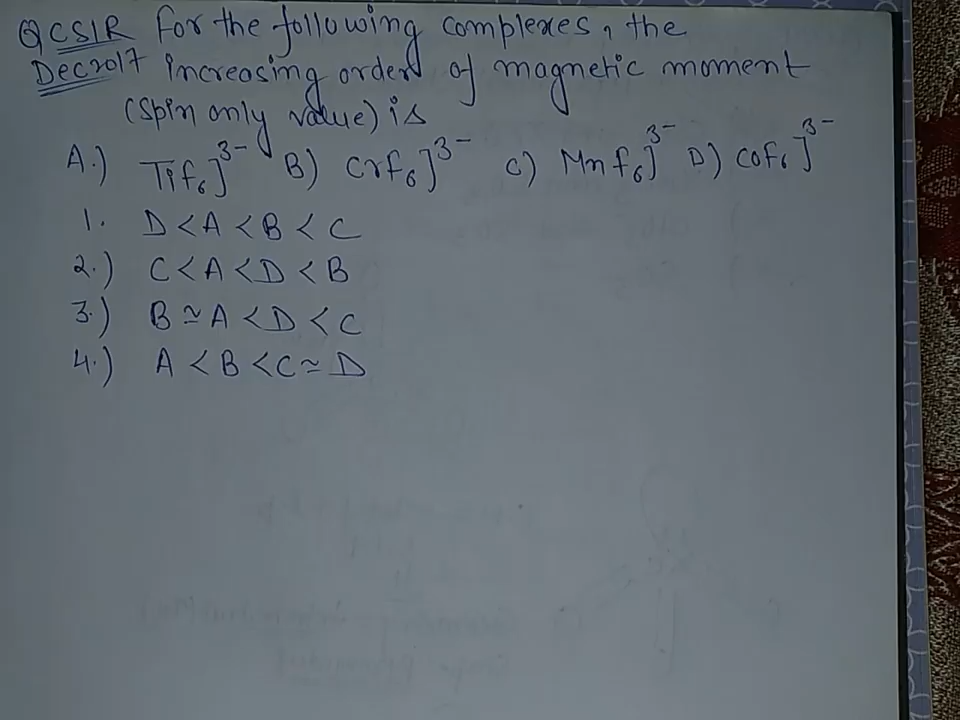 Q CSIR For the following complexes, the
Dec2017 increasing order of magnetic moment
(spin only value) is
A.) TiF6]3- B) CrF6]3- C) MnF6]3- D) CoF6]3-
1. D < A < B < C
2.) C < A < D < B
3.) B ≃ A < D < C
4.) A < B < C ≃ D